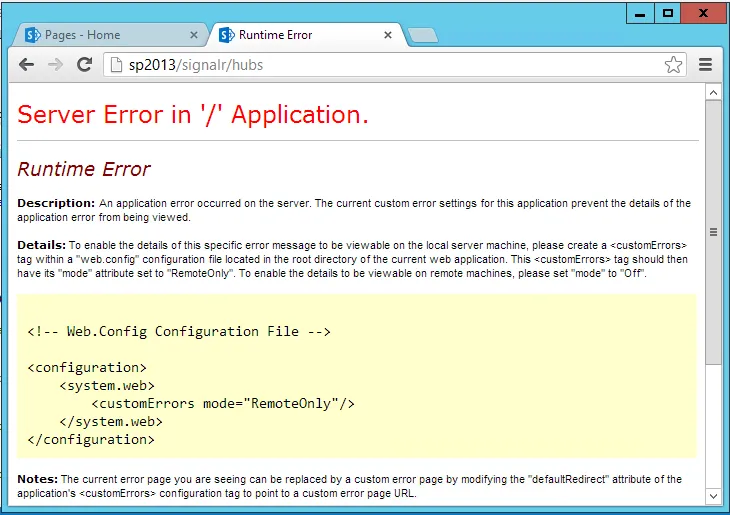 Pages - Home
Runtime Error
sp2013/signalr/hubs
Server Error in '/' Application.
Runtime Error
Description: An application error occurred on the server. The current custom error settings for this application prevent the details of the
application error from being viewed.
Details: To enable the details of this specific error message to be viewable on the local server machine, please create a <customErrors>
tag within a "web.config" configuration file located in the root directory of the current web application. This <customErrors> tag should then
have its "mode" attribute set to "RemoteOnly". To enable the details to be viewable on remote machines, please set "mode" to "Off".
<!-- Web.Config Configuration File -->
<configuration>
    <system.web>
        <customErrors mode="RemoteOnly"/>
    </system.web>
</configuration>
Notes: The current error page you are seeing can be replaced by a custom error page by modifying the "defaultRedirect" attribute of the
application's <customErrors> configuration tag to point to a custom error page URL.